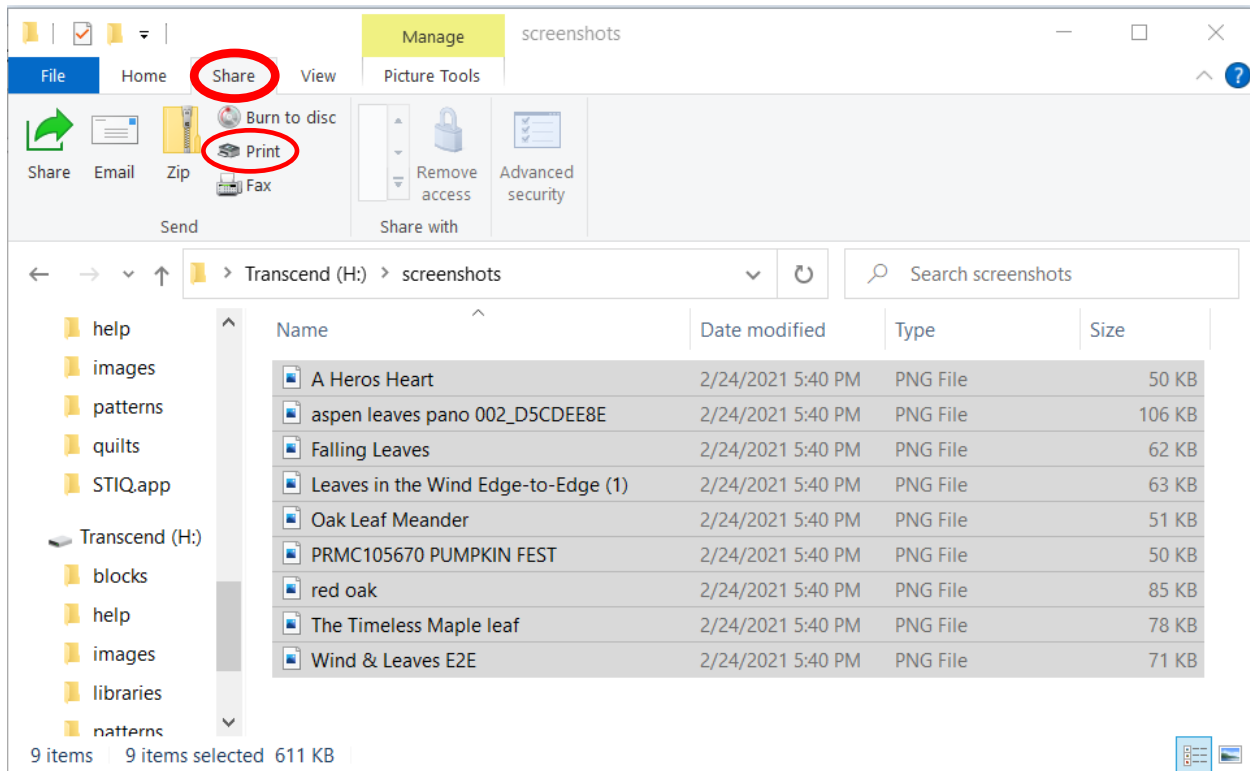 Manage screenshots
File Home Share View Picture Tools ?
Burn to disc
Print
Fax
Share Email Zip
Remove access
Advanced security
Send Share with
Transcend (H:) > screenshots Search screenshots
help
images
patterns
quilts
STIQ.app
Transcend (H:)
blocks
help
images
libraries
patterns
Name Date modified Type Size
A Heros Heart 2/24/2021 5:40 PM PNG File 50 KB
aspen leaves pano 002_D5CDEE8E 2/24/2021 5:40 PM PNG File 106 KB
Falling Leaves 2/24/2021 5:40 PM PNG File 62 KB
Leaves in the Wind Edge-to-Edge (1) 2/24/2021 5:40 PM PNG File 63 KB
Oak Leaf Meander 2/24/2021 5:40 PM PNG File 51 KB
PRMC105670 PUMPKIN FEST 2/24/2021 5:40 PM PNG File 50 KB
red oak 2/24/2021 5:40 PM PNG File 85 KB
The Timeless Maple leaf 2/24/2021 5:40 PM PNG File 78 KB
Wind & Leaves E2E 2/24/2021 5:40 PM PNG File 71 KB
9 items 9 items selected 611 KB